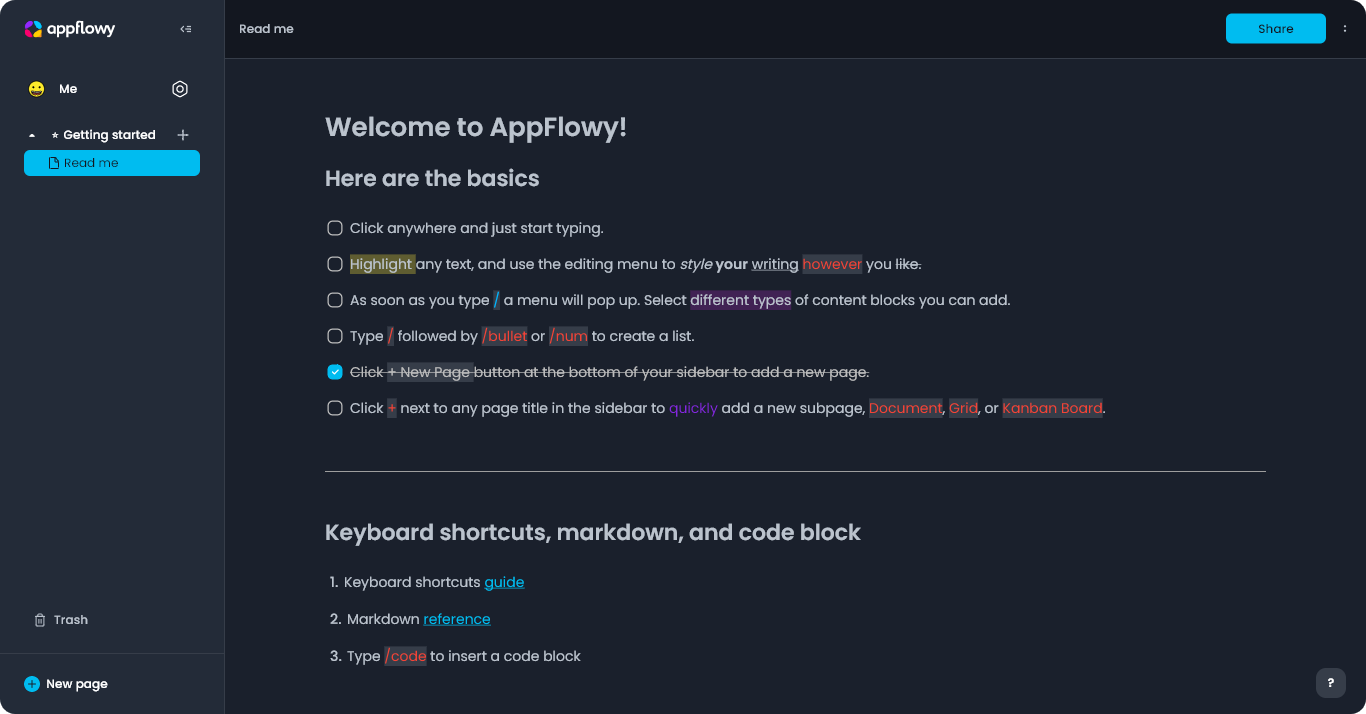 appflowy
Read me
Share
Me
Getting started
Read me
Welcome to AppFlowy!
Here are the basics
Click anywhere and just start typing.
Highlight any text, and use the editing menu to style your writing however you like.
As soon as you type / a menu will pop up. Select different types of content blocks you can add.
Type / followed by /bullet or /num to create a list.
Click + New Page button at the bottom of your sidebar to add a new page.
Click + next to any page title in the sidebar to quickly add a new subpage, Document, Grid, or Kanban Board.
Keyboard shortcuts, markdown, and code block
1. Keyboard shortcuts guide
2. Markdown reference
3. Type /code to insert a code block
Trash
New page
?